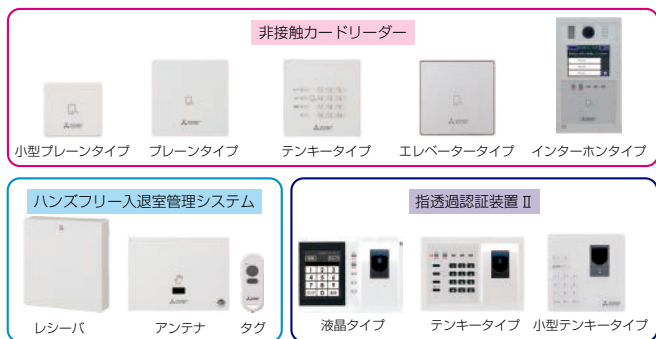 非接触カードリーダー
小型プレーンタイプ
プレーンタイプ
テンキータイプ
エレベータータイプ
インターホンタイプ
ハンズフリー入退室管理システム
レシーバ
アンテナ
タグ
指透過認証装置Ⅱ
液晶タイプ
テンキータイプ
小型テンキータイプ